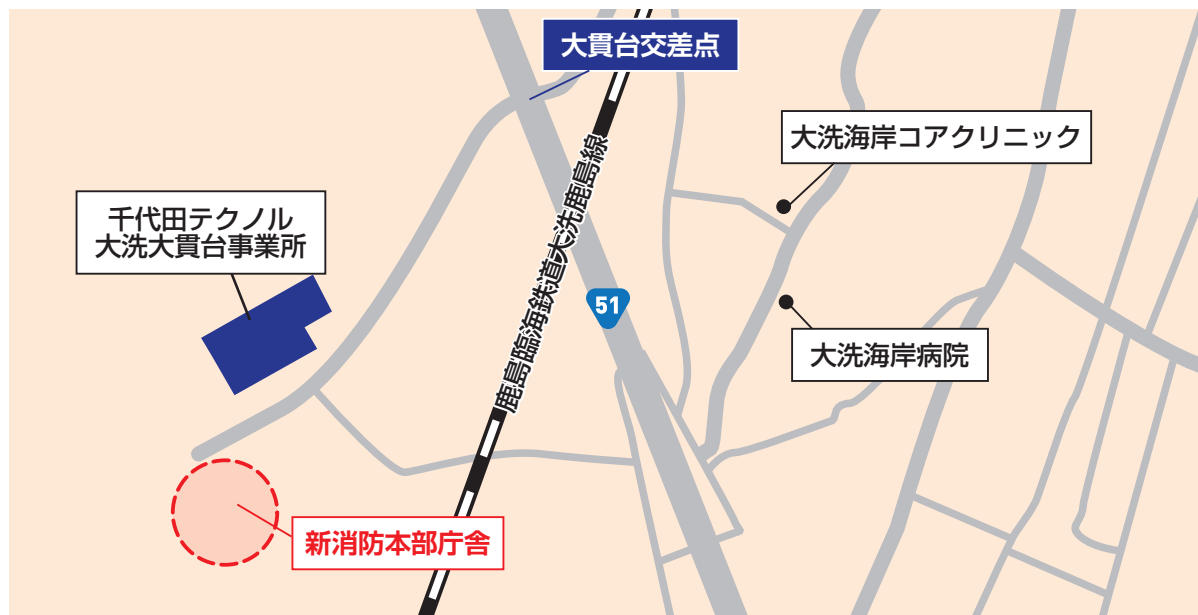 大貫台交差点
大洗海岸コアクリニック
千代田テクノル
大洗大貫台事業所
鹿島臨海鉄道大洗鹿島線
51
大洗海岸病院
新消防本部庁舎